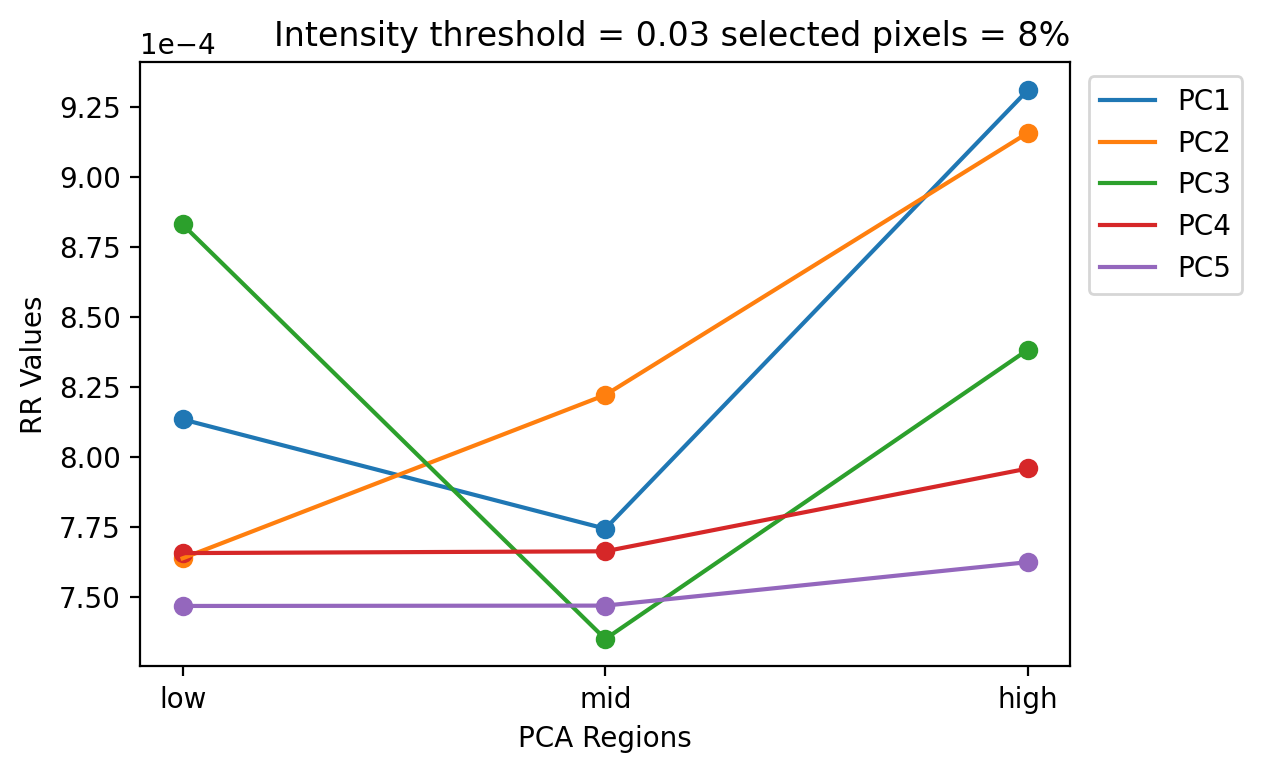 Intensity threshold = 0.03 selected pixels = 8%
1e−4
9.25
9.00
8.75
8.50
8.25
8.00
7.75
7.50
RR Values
low
mid
high
PCA Regions
PC1
PC2
PC3
PC4
PC5